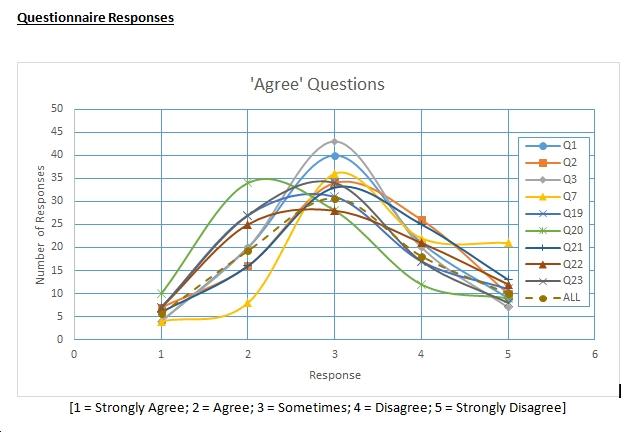 Questionnaire Responses
'Agree' Questions
50
45
40
35
30
25
20
15
10
5
0
Number of Responses
0 1 2 3 4 5 6
Response
Q1
Q2
Q3
Q7
Q19
Q20
Q21
Q22
Q23
ALL
[1 = Strongly Agree; 2 = Agree; 3 = Sometimes; 4 = Disagree; 5 = Strongly Disagree]